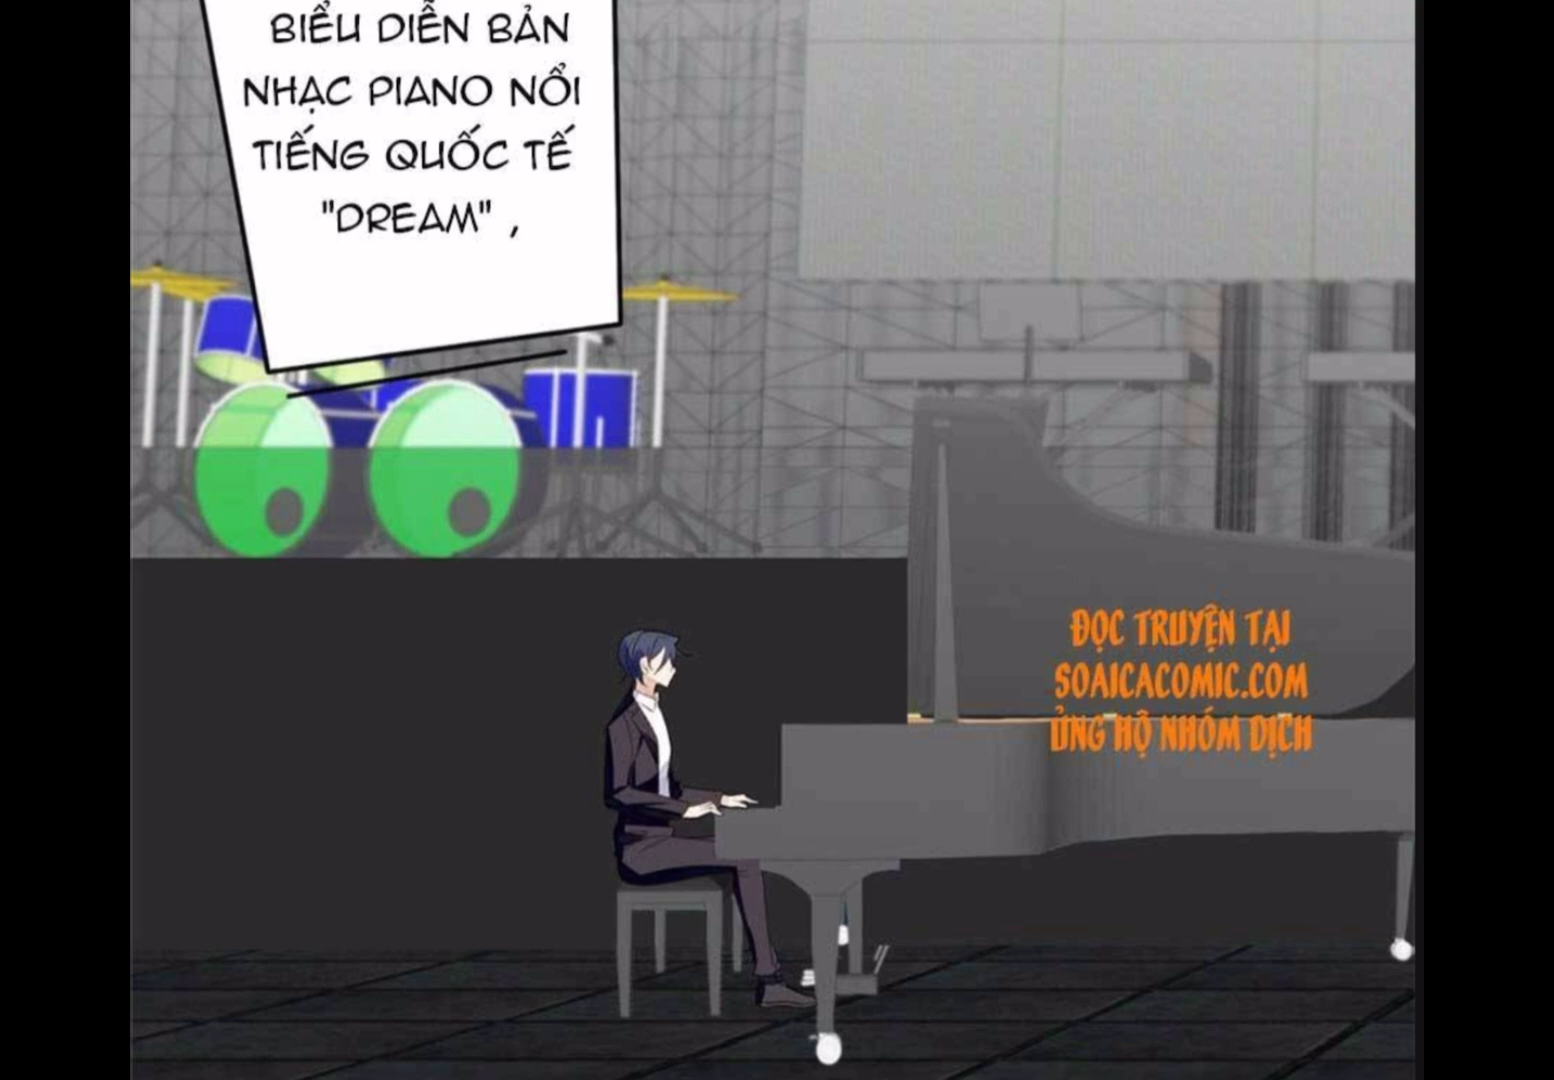 BIỂU DIỄN BẢN
NHẠC PIANO NỔI
TIẾNG QUỐC TẾ
"DREAM" ,
ĐỌC TRUYỆN TẠI
SOAICACOMIC.COM
ỦNG HỘ NHÓM DỊCH